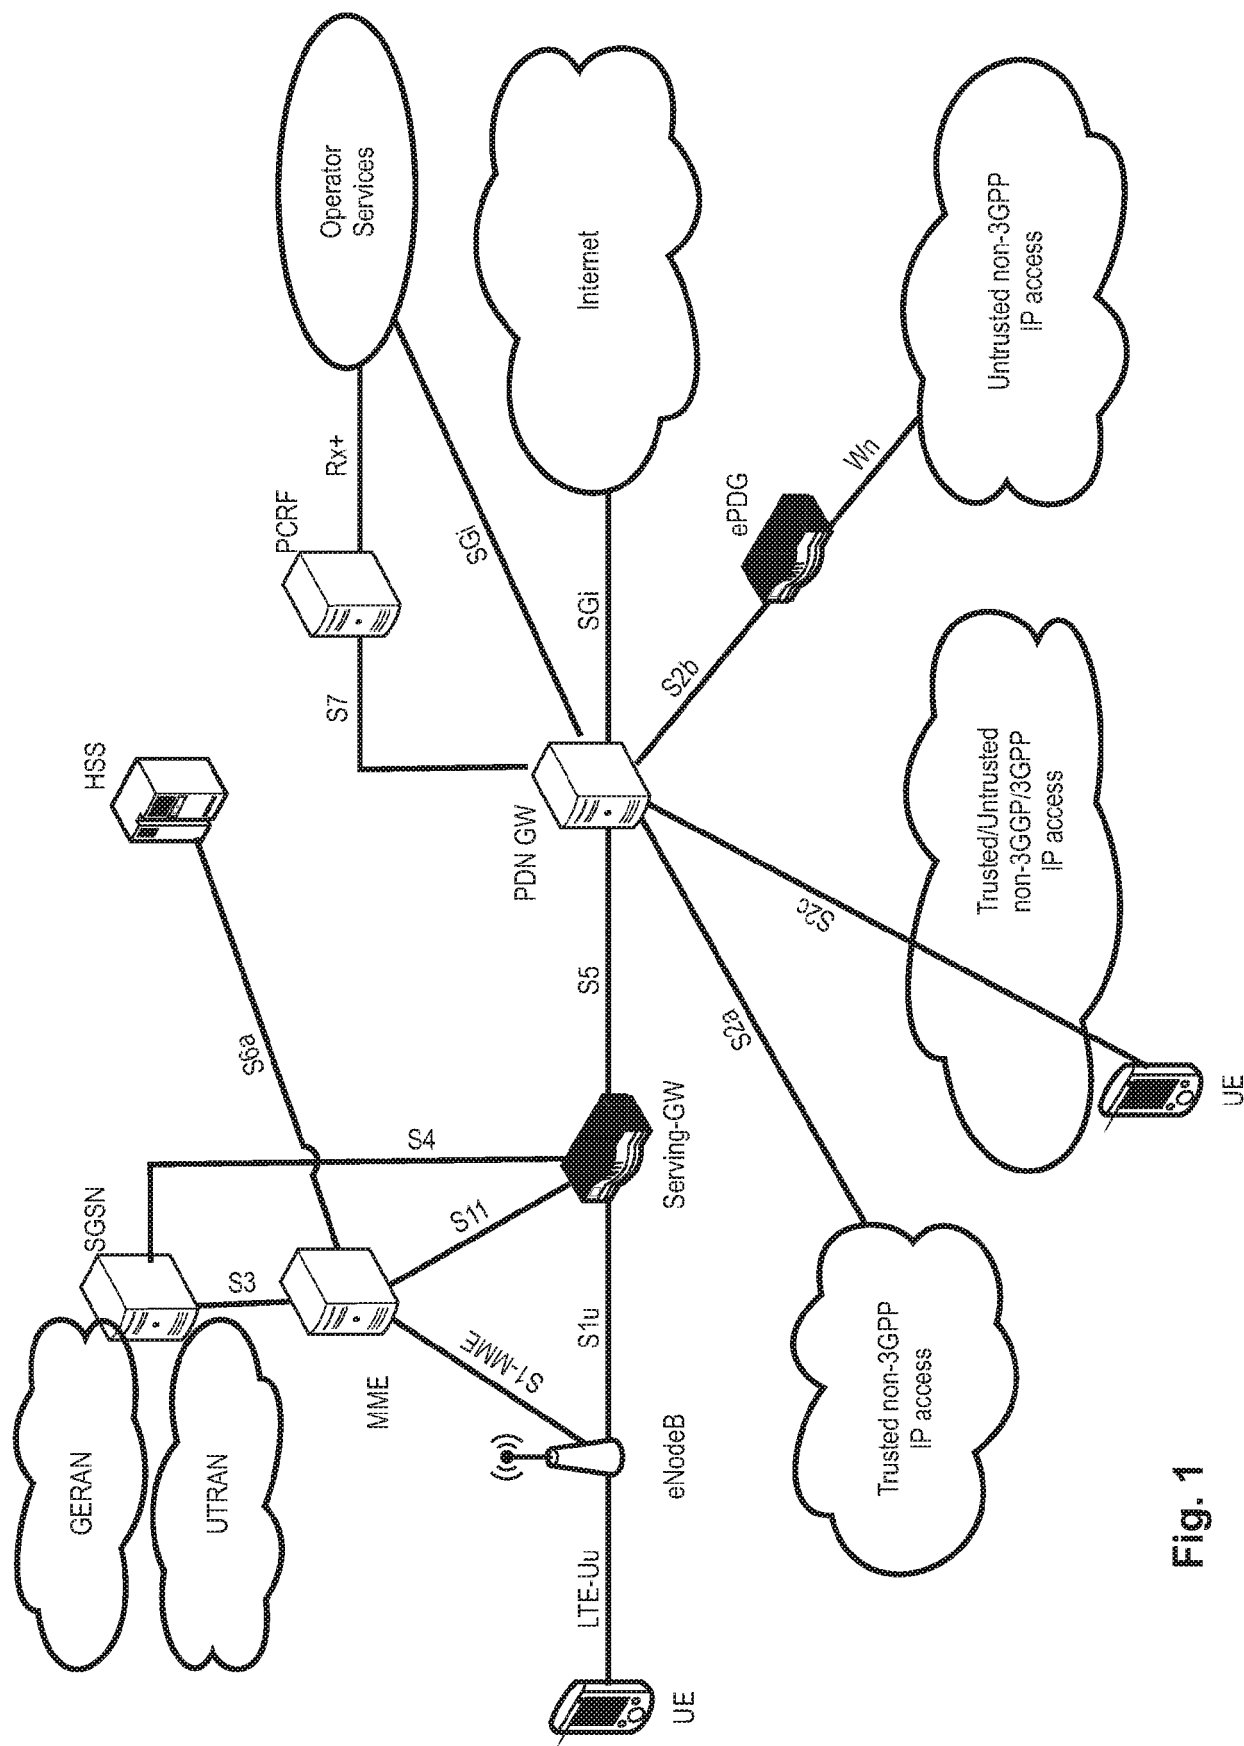 GERAN
UTRAN
SGSN
HSS
S3
S6a
S4
MME
S11
S1-MME
PCRF
S7
Rx+
Operator
Services
SGi
UE
LTE-Uu
eNodeB
S1u
Serving-GW
S5
PDN GW
SGi
Internet
S2a
S2c
S2b
ePDG
Wn
Trusted non-3GPP
IP access
Trusted/Untrusted
non-3GGP/3GPP
IP access
Untrusted non-3GPP
IP access
UE
Fig. 1